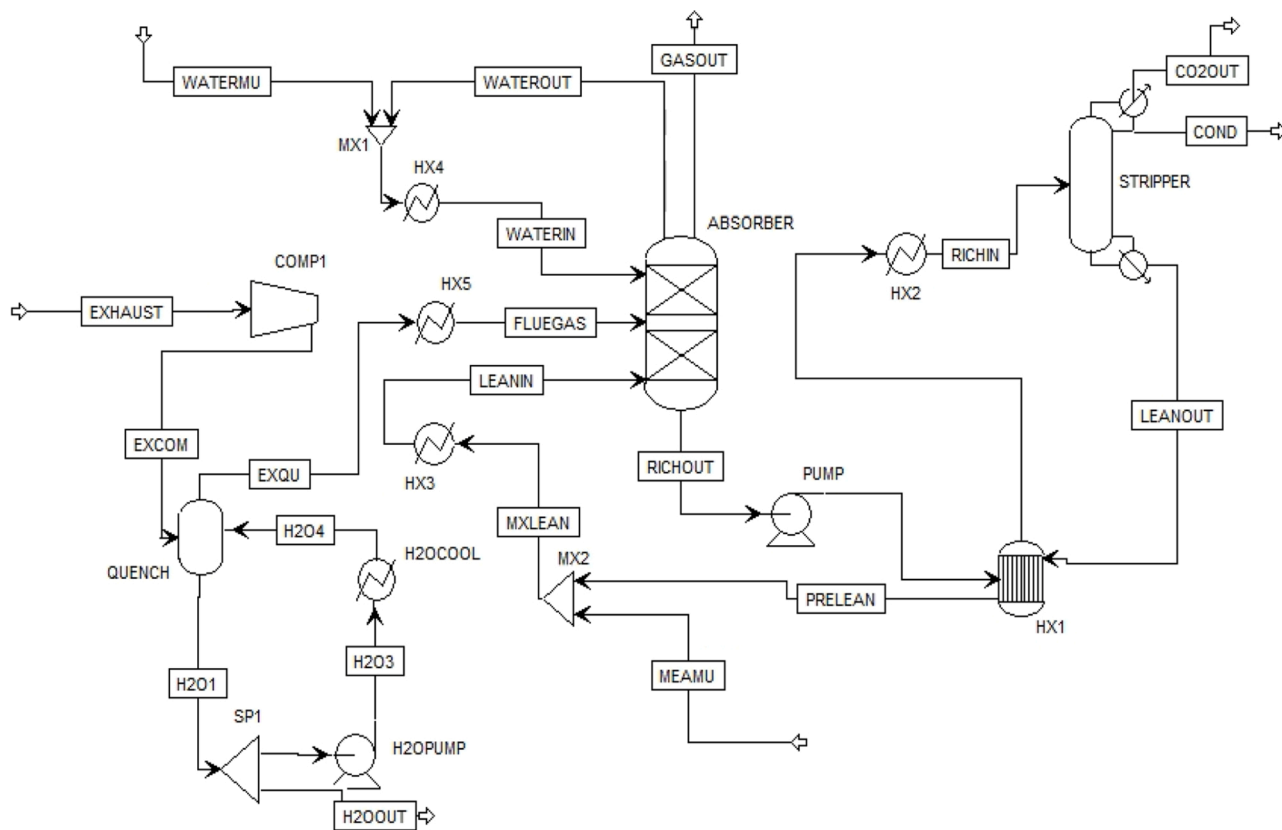 GASOUT
CO2OUT
WATERMU
WATEROUT
COND
MX1
HX4
STRIPPER
WATERIN
ABSORBER
COMP1
RICHIN
HX5
HX2
EXHAUST
FLUEGAS
LEANIN
LEANOUT
EXCOM
EXQU
RICHOUT
PUMP
HX3
MXLEAN
H2O4
H2OCOOL
MX2
QUENCH
PRELEAN
HX1
H2O3
H2O1
MEAMU
SP1
H2OPUMP
H2OOUT